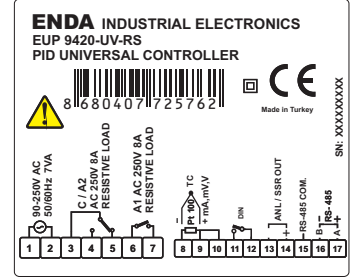 ENDA INDUSTRIAL ELECTRONICS
EUP 9420-UV-RS
PID UNIVERSAL CONTROLLER
8 680407 725762
CE
Made in Turkey
SN: XXXXXXXXXX
90-250V AC
50/60Hz 7VA
C / A2
AC 250V 8A
RESISTIVE LOAD
A1 AC 250V 8A
RESISTIVE LOAD
TC
Pt 100
+ mA,mV,V
DIN
ANL / SSR OUT
RS-485 COM.
RS-485
B -
A +
1 2 3 4 5 6 7 8 9 10 11 12 13 14 15 16 17